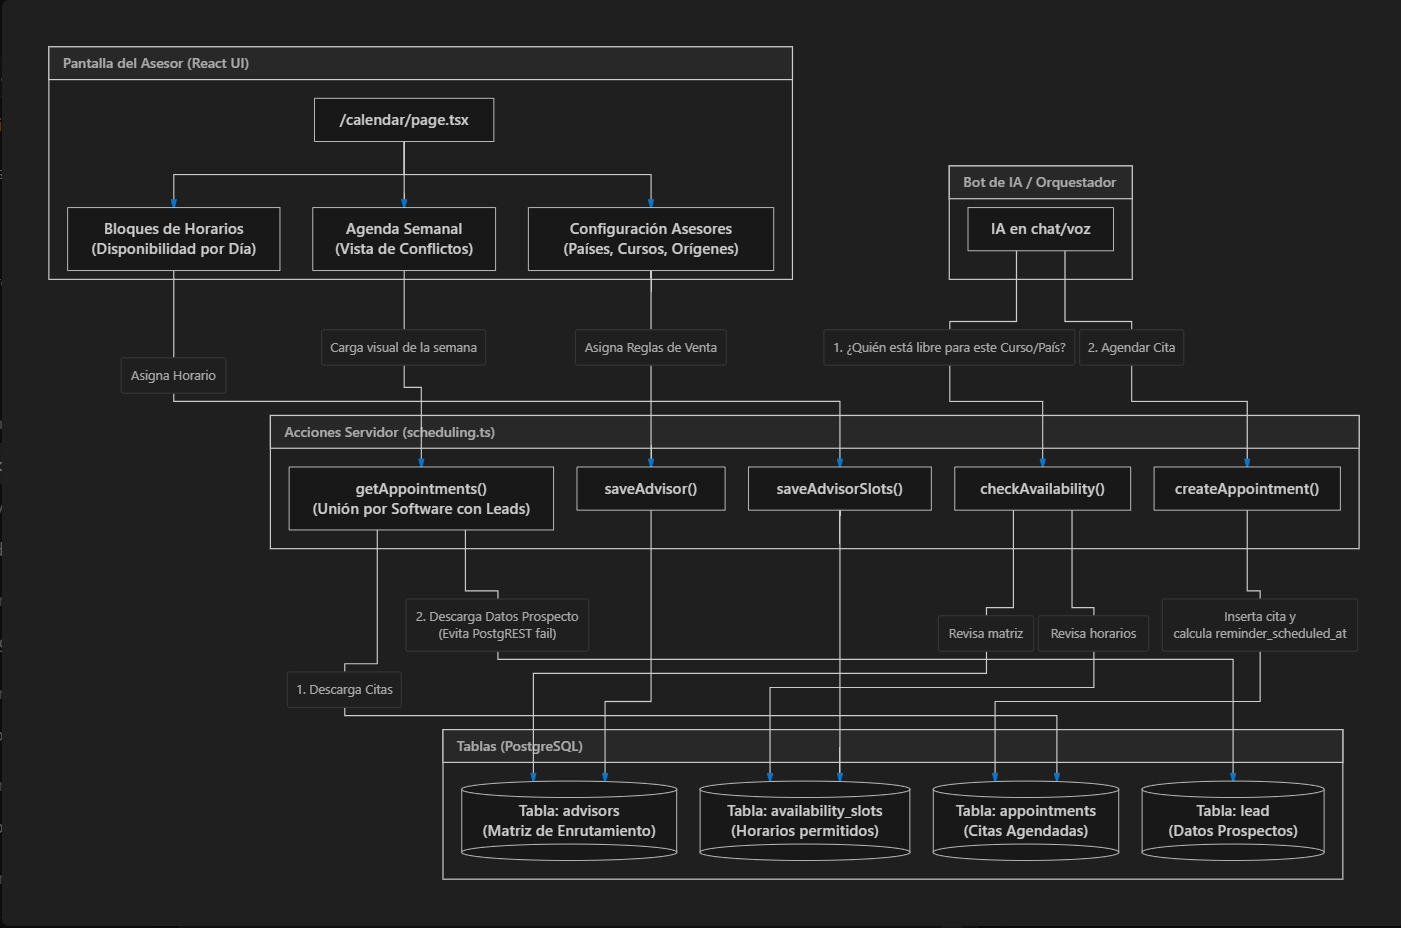 Pantalla del Asesor (React UI)
/calendar/page.tsx
Bloques de Horarios
(Disponibilidad por Día)
Agenda Semanal
(Vista de Conflictos)
Configuración Asesores
(Países, Cursos, Orígenes)
Bot de IA / Orquestador
IA en chat/voz
Asigna Horario
Carga visual de la semana
Asigna Reglas de Venta
1. ¿Quién está libre para este Curso/País?
2. Agendar Cita
Acciones Servidor (scheduling.ts)
getAppointments()
(Unión por Software con Leads)
saveAdvisor()
saveAdvisorSlots()
checkAvailability()
createAppointment()
2. Descarga Datos Prospecto
(Evita PostgREST fail)
1. Descarga Citas
Revisa matriz
Revisa horarios
Inserta cita y
calcula reminder_scheduled_at
Tablas (PostgreSQL)
Tabla: advisors
(Matriz de Enrutamiento)
Tabla: availability_slots
(Horarios permitidos)
Tabla: appointments
(Citas Agendadas)
Tabla: lead
(Datos Prospectos)